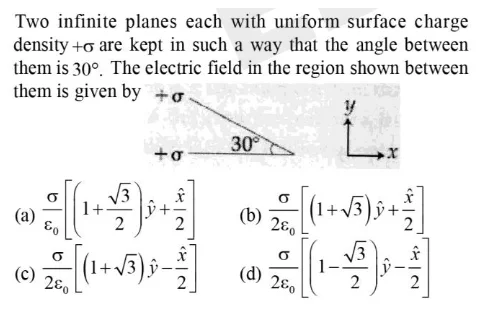 Two infinite planes each with uniform surface charge
density +σ are kept in such a way that the angle between
them is 30°. The electric field in the region shown between
them is given by
+σ
y
30°
+σ
x
(a) σ/ε₀[(1+√3/2)ŷ+x̂/2]
(b) σ/2ε₀[(1+√3)ŷ+x̂/2]
(c) σ/2ε₀[(1+√3)ŷ−x̂/2]
(d) σ/2ε₀[(1−√3/2)ŷ−x̂/2]